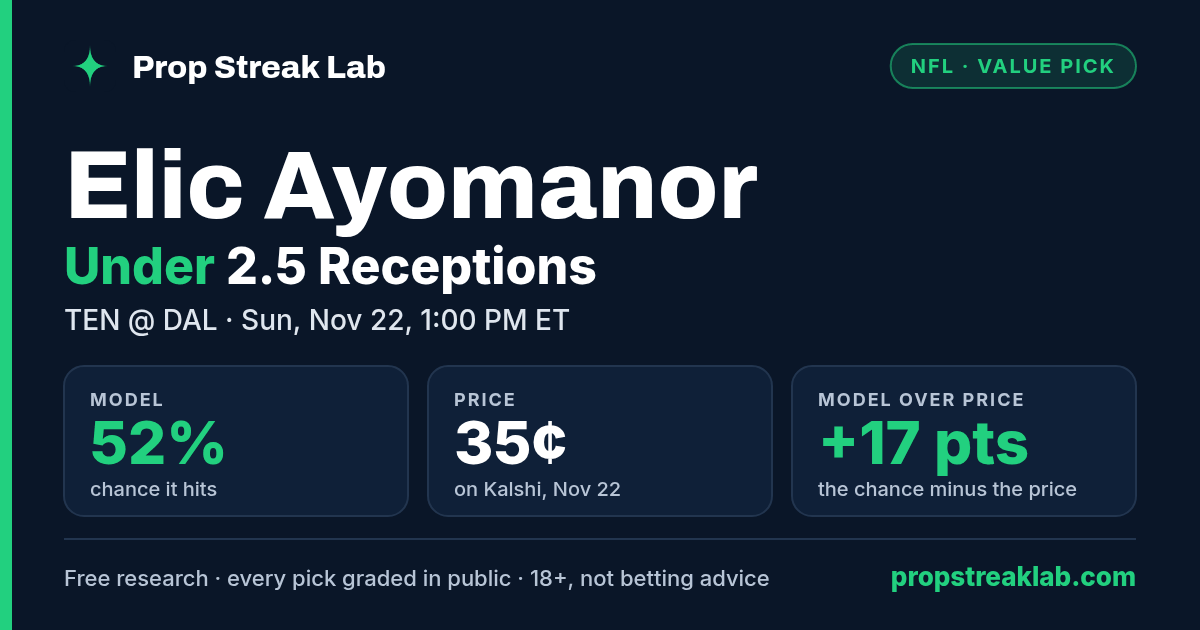 Prop Streak Lab
NFL · VALUE PICK
Elic Ayomanor
Under 2.5 Receptions
TEN @ DAL · Sun, Nov 22, 1:00 PM ET
MODEL
52%
chance it hits
PRICE
35¢
on Kalshi, Nov 22
MODEL OVER PRICE
+17 pts
the chance minus the price
Free research · every pick graded in public · 18+, not betting advice
propstreaklab.com